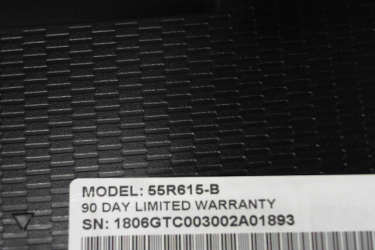 MODEL: 55R615-B
90 DAY LIMITED WARRANTY
SN: 1806GTC003002A01893